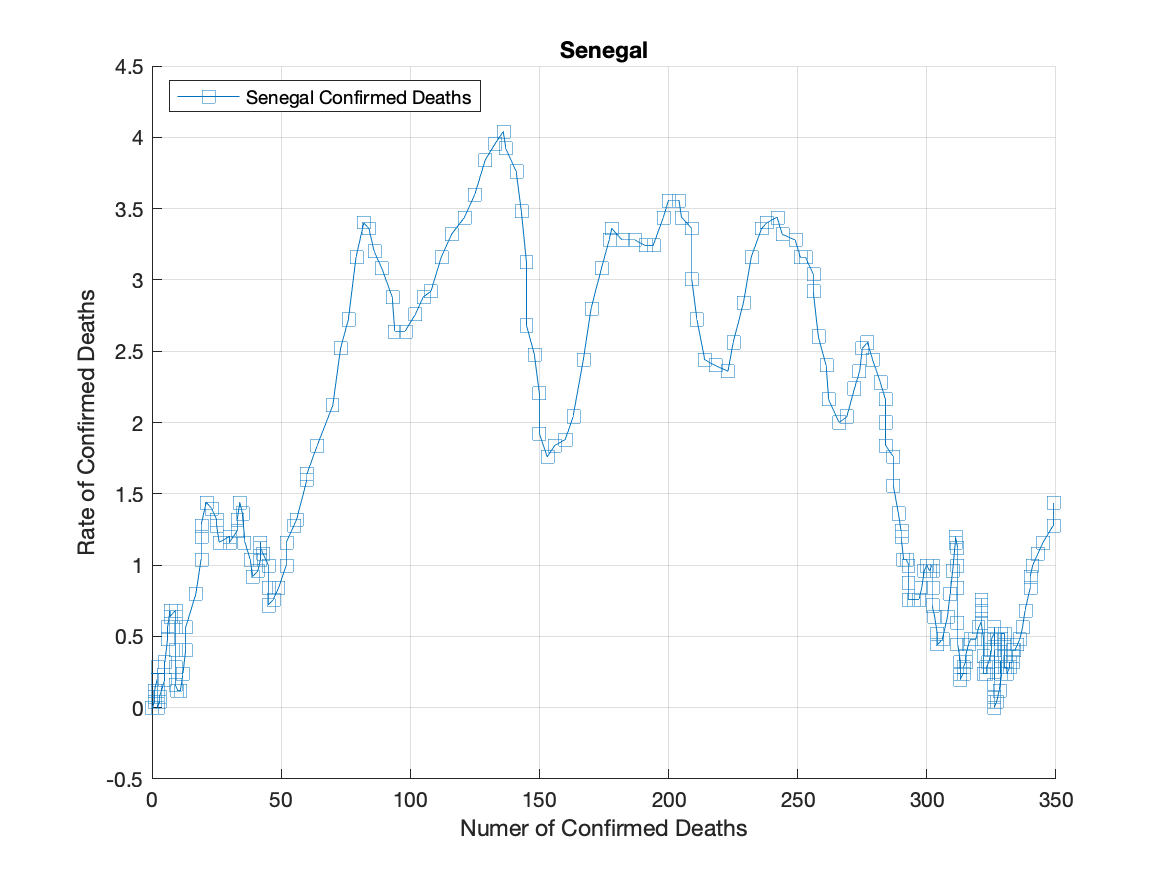 Senegal
Senegal Confirmed Deaths
4.5
4
3.5
3
2.5
2
1.5
1
0.5
0
-0.5
Rate of Confirmed Deaths
0 50 100 150 200 250 300 350
Numer of Confirmed Deaths